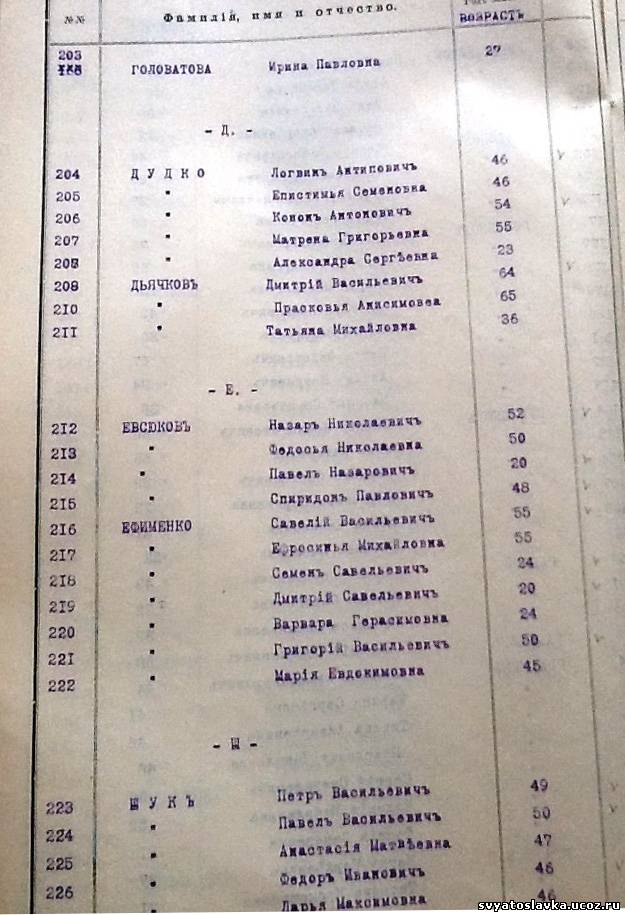 №№ Фамилія, имя и отчество. ВОЗРАСТЪ
203
ГОЛОВАТОВА Ирина Павловна 27
- Д. -
204 ДУДКО Логвинъ Антиповичъ 46
205 " Епистимья Семеновна 46
206 " Кононъ Антоновичъ 54
207 " Матрена Григорьевна 55
208 " Александра Сергѣевна 23
209 ДЬЯЧКОВЪ Дмитрій Васильевичъ 64
210 " Прасковья Анисимовва 65
211 " Татьяна Михайловна 36
- Е. -
212 ЕВСЮКОВЪ Назаръ Николаевичъ 52
213 " Федосья Николаевна 50
214 " Павелъ Назаровичъ 20
215 " Спиридонъ Павловичъ 48
216 ЕФИМЕНКО Савелій Васильевичъ 55
217 " Ефросинья Михайловна 55
218 " Семенъ Савельевичъ 24
219 " Дмитрій Савельевичъ 20
220 " Варвара Герасимовна 24
221 " Григорій Васильевичъ 50
222 " Марія Евдокимовна 45
- Ш -
223 ШУКЪ Петръ Васильевичъ 49
224 " Павелъ Васильевичъ 50
225 " Анастасія Матвѣевна 47
226 " Федоръ Ивановичъ 46
Дарья Максимовна 46
svyatoslavka.ucoz.ru